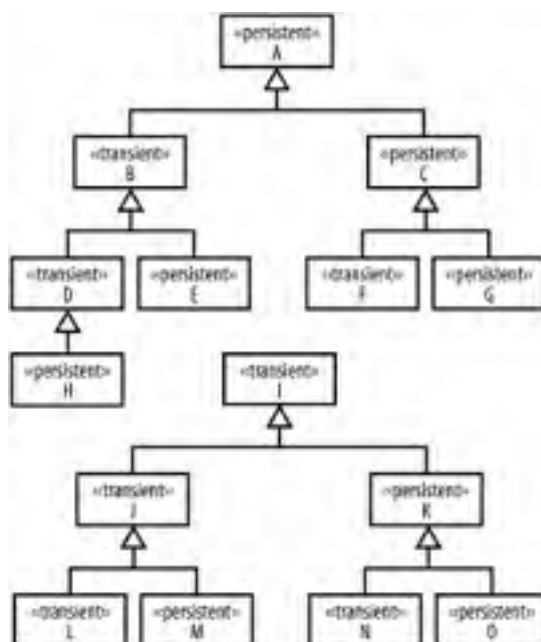 «persistent»
A
«transient»
B
«persistent»
C
«transient»
D
«persistent»
E
«transient»
F
«persistent»
G
«persistent»
H
«transient»
I
«transient»
J
«persistent»
K
«transient»
L
«persistent»
M
«transient»
N
«persistent»
O